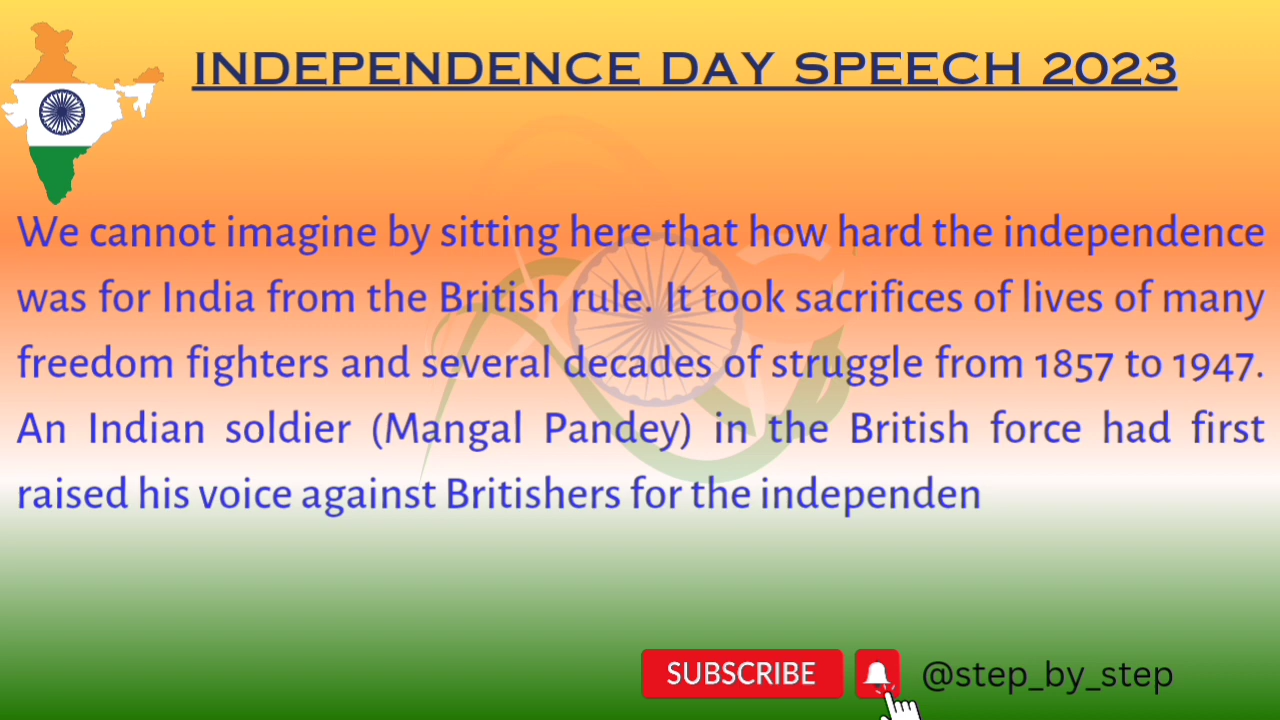 INDEPENDENCE DAY SPEECH 2023
We cannot imagine by sitting here that how hard the independence
was for India from the British rule. It took sacrifices of lives of many
freedom fighters and several decades of struggle from 1857 to 1947.
An Indian soldier (Mangal Pandey) in the British force had first
raised his voice against Britishers for the independen
SUBSCRIBE @step_by_step